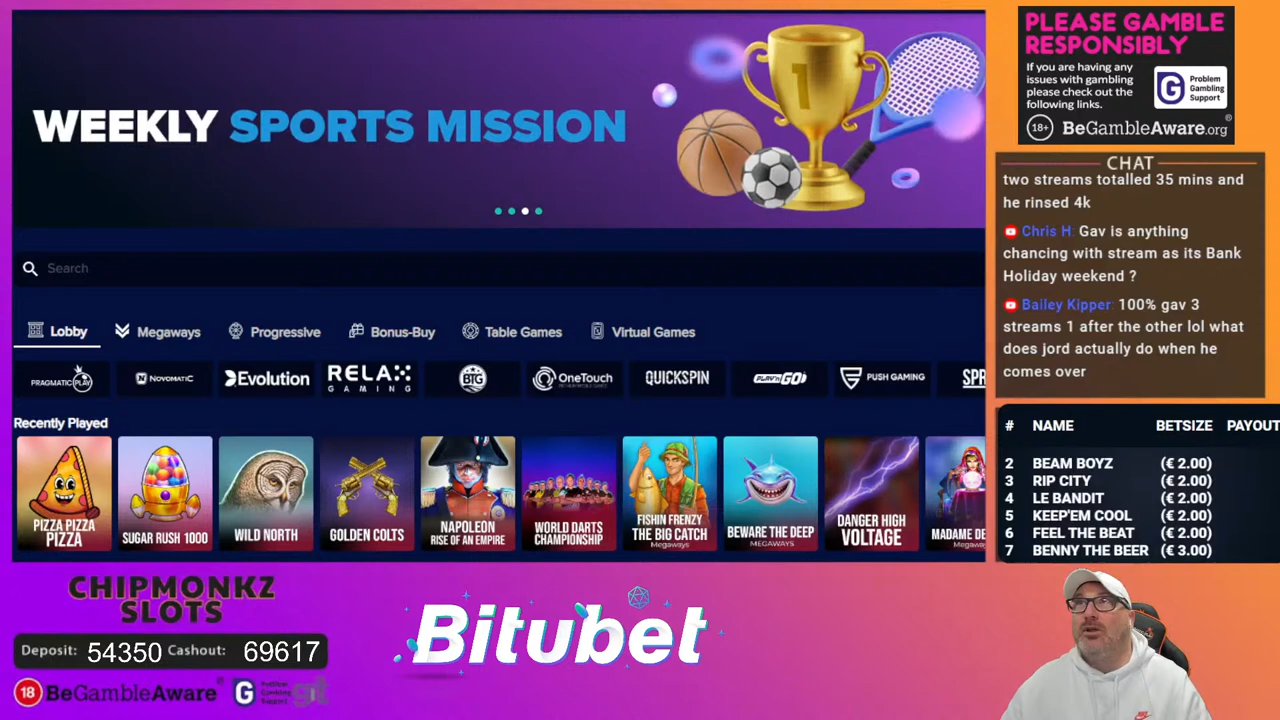 WEEKLY SPORTS MISSION
1
Search
Lobby
Megaways
Progressive
Bonus-Buy
Table Games
Virtual Games
PRAGMATIC PLAY
NOVOMATIC
Evolution
RELAX
GAMING
BTG
OneTouch
QUICKSPIN
PLAY'N GO
PUSH GAMING
SPR
Recently Played
PIZZA PIZZA
PIZZA
SUGAR RUSH 1000
WILD NORTH
GOLDEN COLTS
NAPOLEON
RISE OF AN EMPIRE
WORLD DARTS
CHAMPIONSHIP
FISHIN FRENZY
THE BIG CATCH
Megaways
BEWARE THE DEEP
MEGAWAYS
DANGER HIGH
VOLTAGE
MADAME DE
Megaw
PLEASE GAMBLE
RESPONSIBLY
If you are having any
issues with gambling
please check out the
following links.
G Problem
Gambling
Support
18+ BeGambleAware.org®
CHAT
two streams totalled 35 mins and
he rinsed 4k
Chris H: Gav is anything
chancing with stream as its Bank
Holiday weekend ?
Bailey Kipper: 100% gav 3
streams 1 after the other lol what
does jord actually do when he
comes over
# NAME BETSIZE PAYOUT
2 BEAM BOYZ (€ 2.00)
3 RIP CITY (€ 2.00)
4 LE BANDIT (€ 2.00)
5 KEEP'EM COOL (€ 2.00)
6 FEEL THE BEAT (€ 2.00)
7 BENNY THE BEER (€ 3.00)
CHIPMONKZ
SLOTS
Deposit: 54350 Cashout: 69617
18 BeGambleAware®
G Problem
Gambling
Support
Bitubet